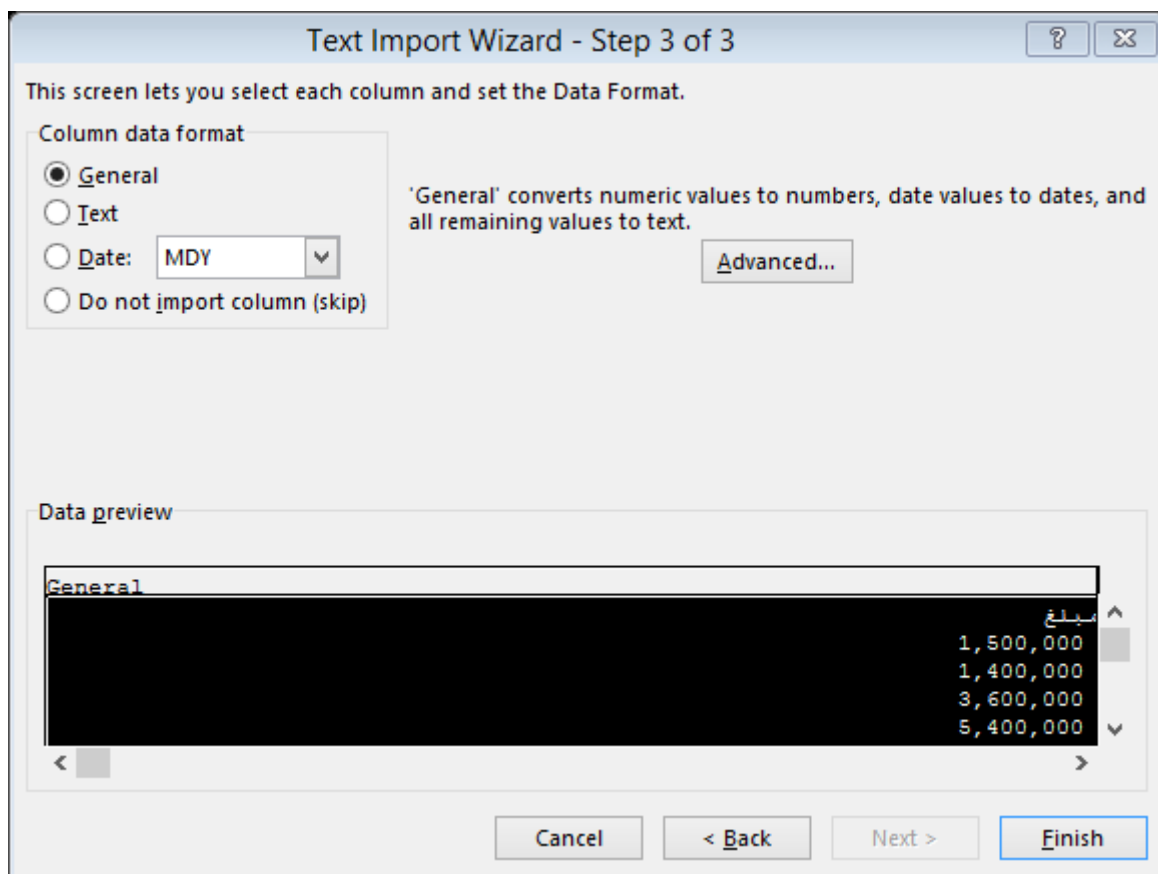 Text Import Wizard - Step 3 of 3
This screen lets you select each column and set the Data Format.
Column data format
General
Text
Date: MDY
Do not import column (skip)
'General' converts numeric values to numbers, date values to dates, and
all remaining values to text.
Advanced...
Data preview
General
مبلغ
1,500,000
1,400,000
3,600,000
5,400,000
Cancel < Back Next > Finish